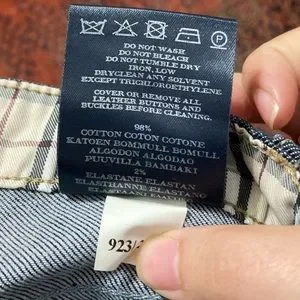 P
DO NOT WASH
DO NOT BLEACH
DO NOT TUMBLE DRY
IRON, LOW
DRYCLEAN ANY SOLVENT
EXCEPT TRICHLOROETHYLENE
COVER OR REMOVE ALL
LEATHER BUTTONS AND
BUCKLES BEFORE CLEANING.
98%
COTTON COTON COTONE
KATOEN BOMMULL BOMULL
ALGODON ALGODAO
PUUVILLA BAMBAKI
2%
ELASTANE ELASTAN
ELASTAANI
923/